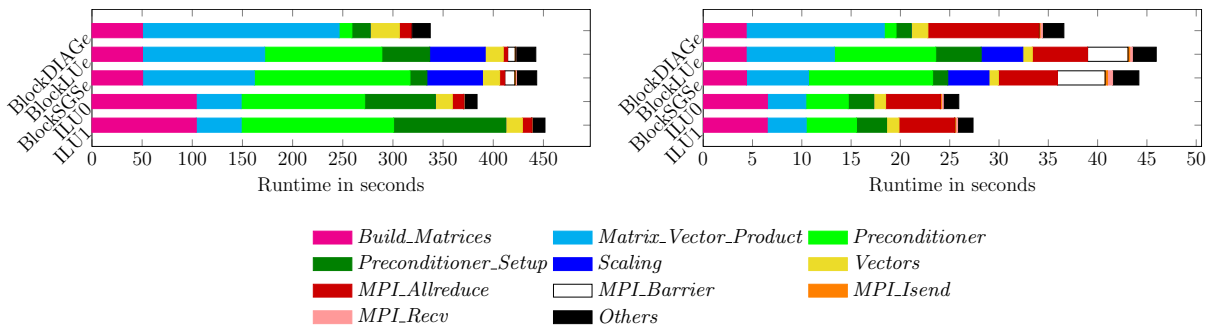 BlockDIAGe
BlockLUe
BlockSGSe
ILU0
ILU1
0 50 100 150 200 250 300 350 400 450
Runtime in seconds
BlockDIAGe
BlockLUe
BlockSGSe
ILU0
ILU1
0 5 10 15 20 25 30 35 40 45 50
Runtime in seconds
Build_Matrices Matrix_Vector_Product Preconditioner
Preconditioner_Setup Scaling Vectors
MPI_Allreduce MPI_Barrier MPI_Isend
MPI_Recv Others